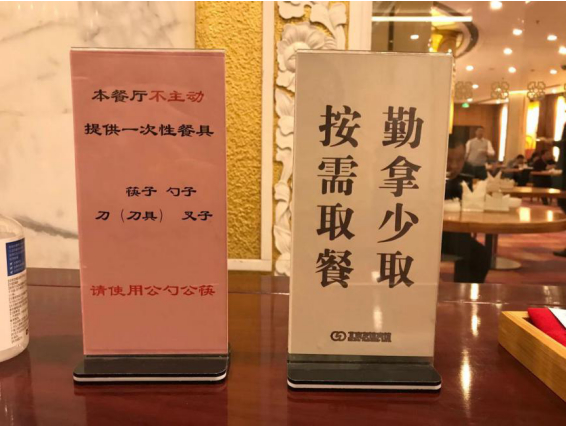 本餐厅不主动
提供一次性餐具
筷子 勺子
刀（刀具） 叉子
请使用公勺公筷
勤拿少取
按需取餐